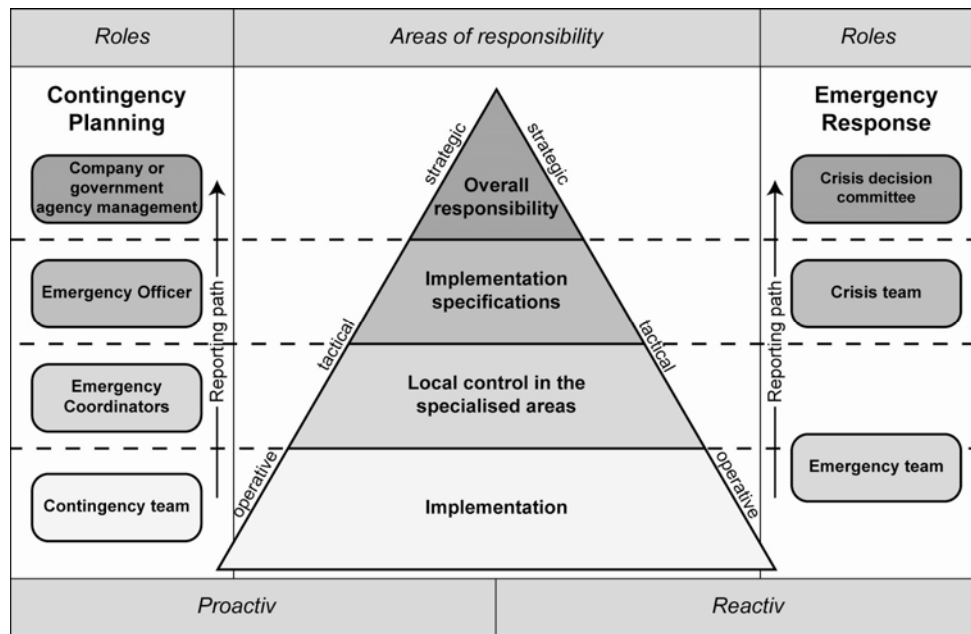 Roles
Areas of responsibility
Roles
Contingency
Planning
Company or
government
agency management
Emergency Officer
Emergency
Coordinators
Contingency team
Reporting path
strategic
tactical
operative
Overall
responsibility
Implementation
specifications
Local control in the
specialised areas
Implementation
strategic
tactical
operative
Emergency
Response
Crisis decision
committee
Crisis team
Emergency team
Reporting path
Proactiv
Reactiv